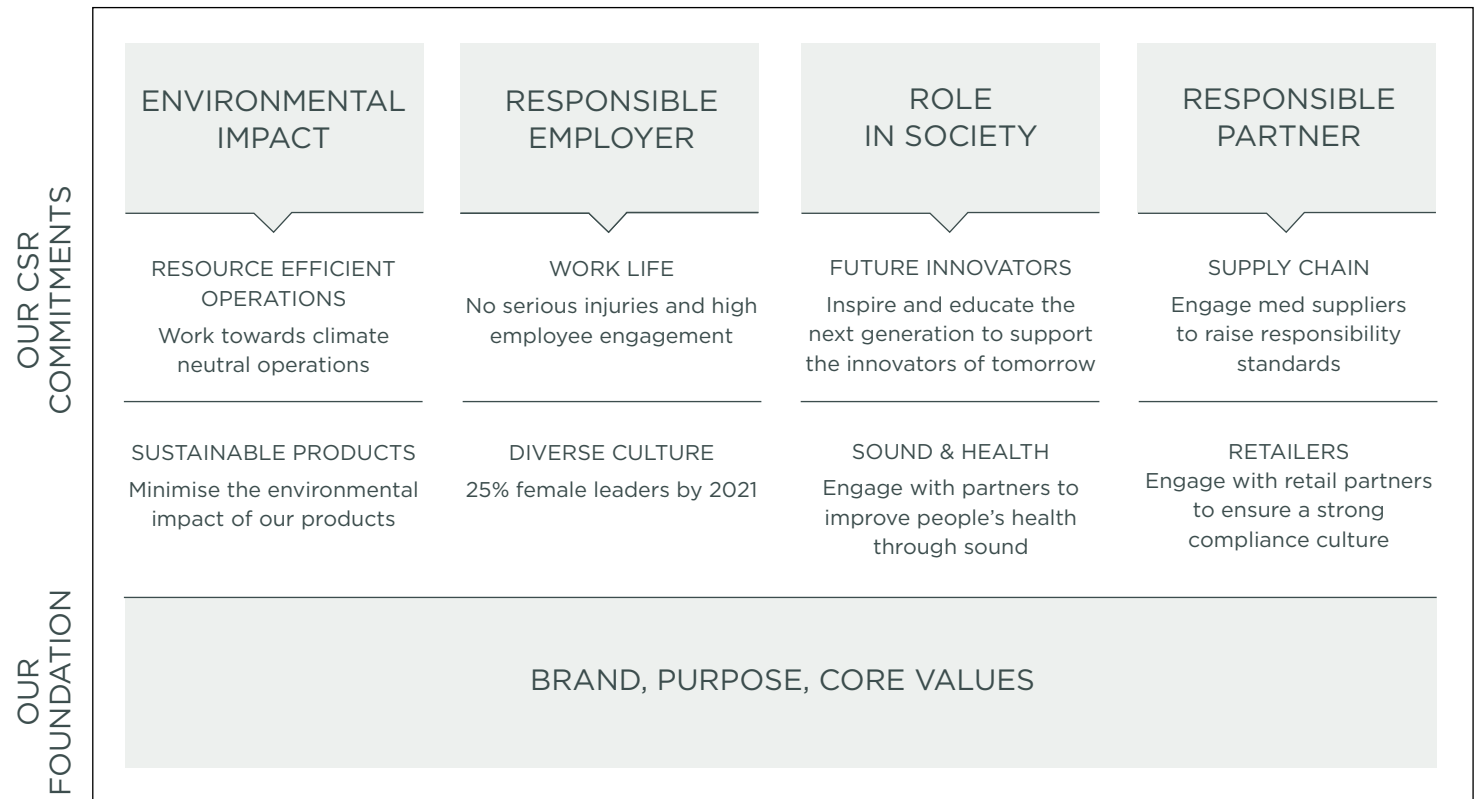 OUR CSR
COMMITMENTS
ENVIRONMENTAL
IMPACT
RESOURCE EFFICIENT
OPERATIONS
Work towards climate
neutral operations
SUSTAINABLE PRODUCTS
Minimise the environmental
impact of our products
RESPONSIBLE
EMPLOYER
WORK LIFE
No serious injuries and high
employee engagement
DIVERSE CULTURE
25% female leaders by 2021
ROLE
IN SOCIETY
FUTURE INNOVATORS
Inspire and educate the
next generation to support
the innovators of tomorrow
SOUND & HEALTH
Engage with partners to
improve people’s health
through sound
RESPONSIBLE
PARTNER
SUPPLY CHAIN
Engage med suppliers
to raise responsibility
standards
RETAILERS
Engage with retail partners
to ensure a strong
compliance culture
OUR
FOUNDATION
BRAND, PURPOSE, CORE VALUES